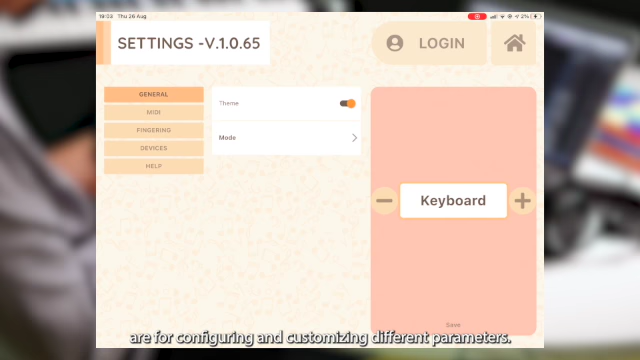 19:03 Thu 26 Aug
2%
SETTINGS -V.1.0.65
LOGIN
GENERAL
MIDI
FINGERING
DEVICES
HELP
Theme
Mode
Keyboard
Save
are for configuring and customizing different parameters.